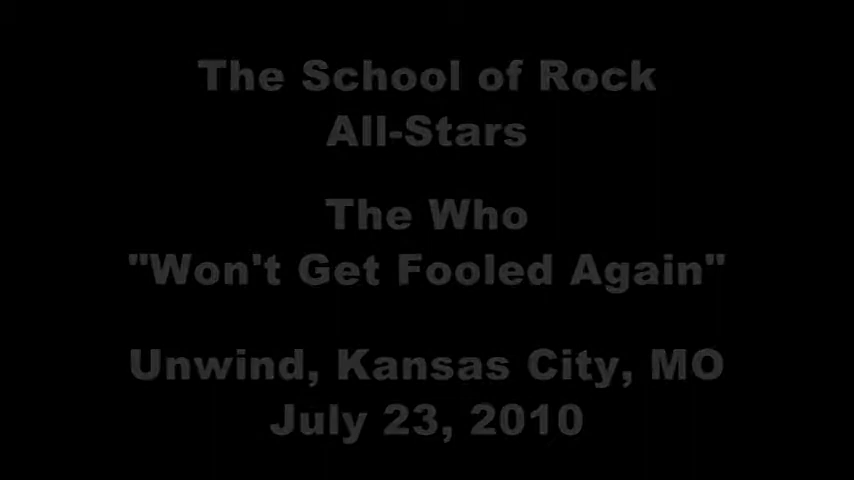 The School of Rock
All-Stars
The Who
"Won't Get Fooled Again"
Unwind, Kansas City, MO
July 23, 2010